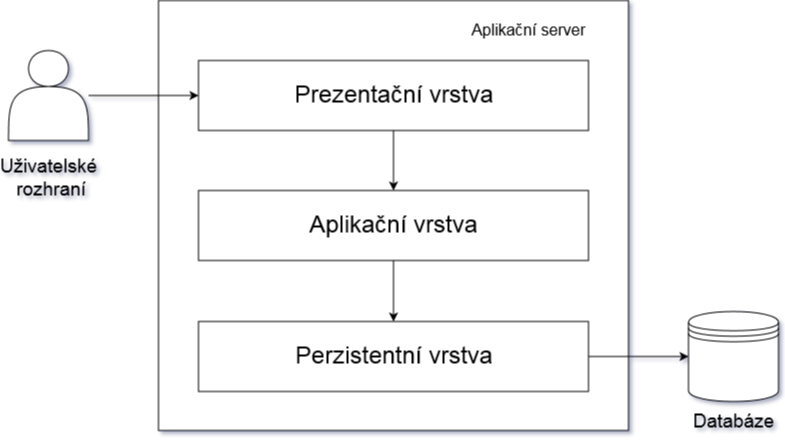 Aplikační server
Prezentační vrstva
Uživatelské
rozhraní
Aplikační vrstva
Perzistentní vrstva
Databáze